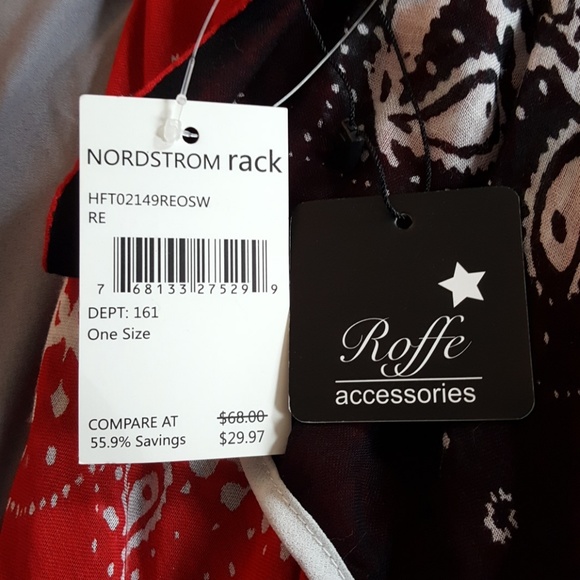 NORDSTROM rack
HFT02149REOSW
RE
7 68133 27529 9
DEPT: 161
One Size
COMPARE AT $68.00
55.9% Savings $29.97
Roffe
accessories